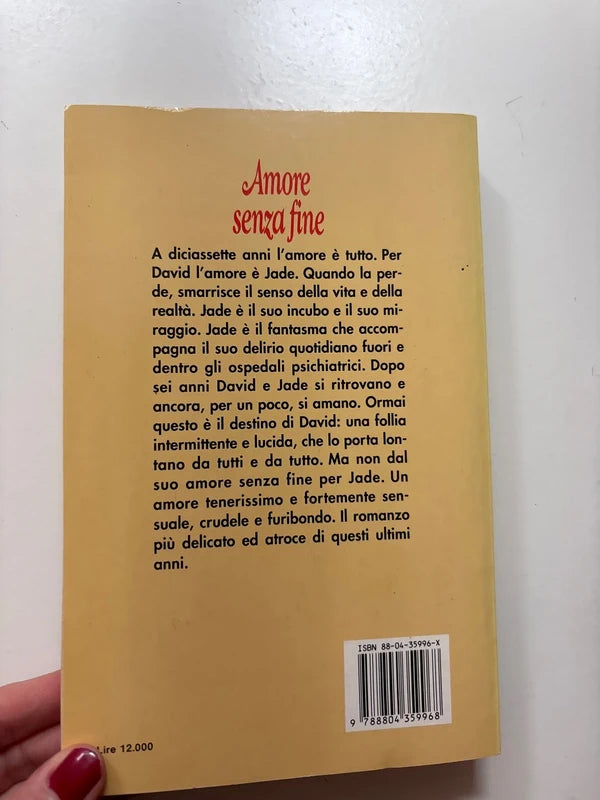 Amore
senza fine
A diciassette anni l'amore è tutto. Per
David l'amore è Jade. Quando la per-
de, smarrisce il senso della vita e della
realtà. Jade è il suo incubo e il suo mi-
raggio. Jade è il fantasma che accom-
pagna il suo delirio quotidiano fuori e
dentro gli ospedali psichiatrici. Dopo
sei anni David e Jade si ritrovano e
ancora, per un poco, si amano. Ormai
questo è il destino di David: una follia
intermittente e lucida, che lo porta lon-
tano da tutti e da tutto. Ma non dal
suo amore senza fine per Jade. Un
amore tenerissimo e fortemente sen-
suale, crudele e furibondo. Il romanzo
più delicato ed atroce di questi ultimi
anni.
ISBN 88-04-35996-X
9 788804 359968
Lire 12.000